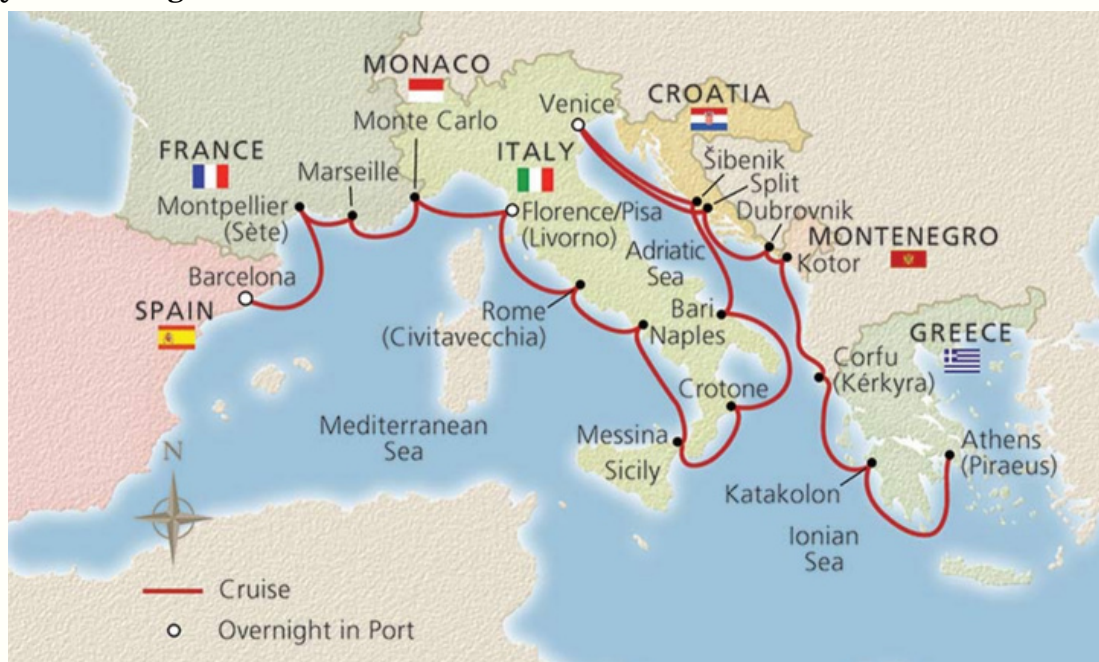 MONACO
Monte Carlo
Venice
CROATIA
FRANCE
Marseille
ITALY
Šibenik
Split
Montpellier
(Sète)
Florence/Pisa
(Livorno)
Dubrovnik
MONTENEGRO
Kotor
Adriatic
Sea
Barcelona
SPAIN
Rome
(Civitavecchia)
Bari
Naples
GREECE
Corfu
(Kérkyra)
Crotone
Mediterranean
Sea
Messina
Sicily
Athens
(Piraeus)
Katakolon
Ionian
Sea
N
Cruise
Overnight in Port